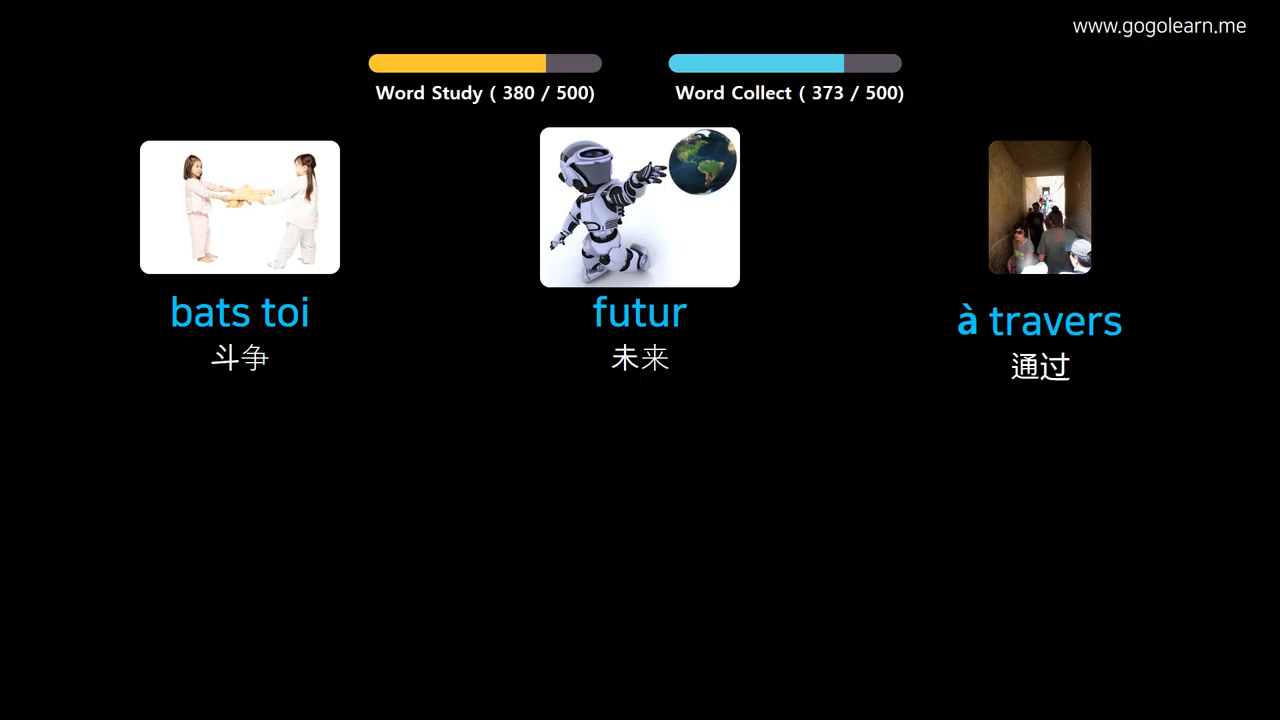 www.gogolearn.me
Word Study ( 380 / 500)
Word Collect ( 373 / 500)
bats toi
斗争
futur
未来
à travers
通过